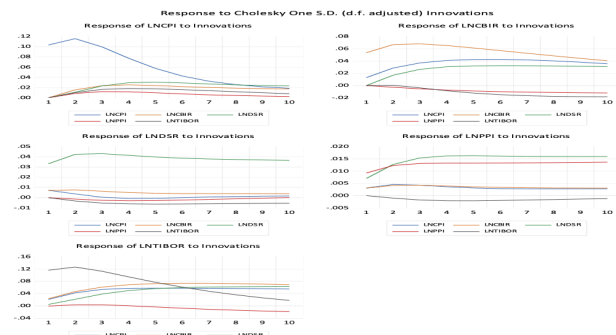 Response to Cholesky One S.D. (d.f. adjusted) Innovations
Response of LNCPI to Innovations
.12
.10
.08
.06
.04
.02
.00
1 2 3 4 5 6 7 8 9 10
LNCPI LNCBIR LNDSR
LNPPI LNTIBOR
Response of LNCBIR to Innovations
.08
.06
.04
.02
.00
-.02
1 2 3 4 5 6 7 8 9 10
LNCPI LNCBIR LNDSR
LNPPI LNTIBOR
Response of LNDSR to Innovations
.05
.04
.03
.02
.01
.00
-.01
1 2 3 4 5 6 7 8 9 10
LNCPI LNCBIR LNDSR
LNPPI LNTIBOR
Response of LNPPI to Innovations
.020
.015
.010
.005
.000
-.005
1 2 3 4 5 6 7 8 9 10
LNCPI LNCBIR LNDSR
LNPPI LNTIBOR
Response of LNTIBOR to Innovations
.16
.12
.08
.04
.00
-.04
1 2 3 4 5 6 7 8 9 10
LNCPI LNCBIR LNDSR